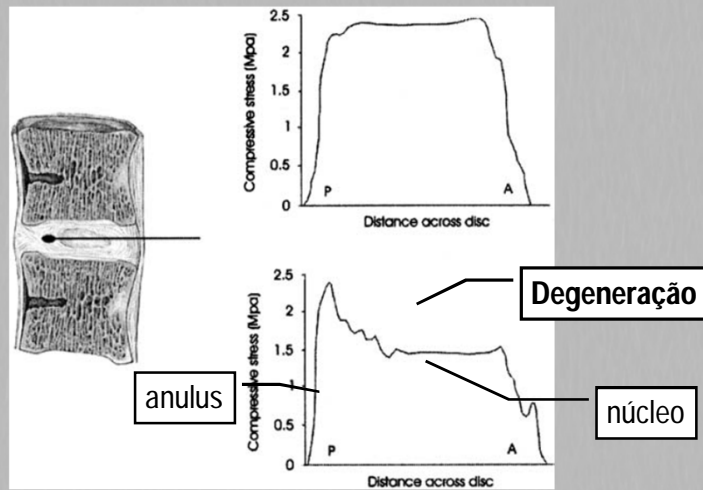 2.5
2
1.5
1
0.5
0
Compressive stress (Mpa)
P
A
Distance across disc
2.5
2
1.5
1
0.5
0
Compressive stress (Mpa)
P
A
Distance across disc
Degeneração
anulus
núcleo